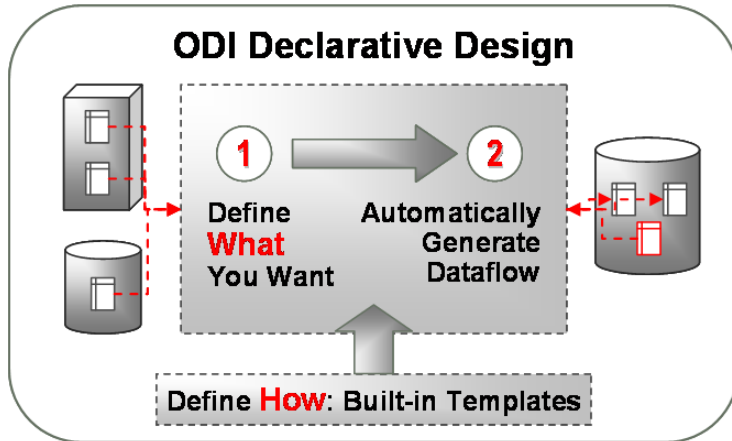 ODI Declarative Design
1
2
Define
What
You Want
Automatically
Generate
Dataflow
Define How: Built-in Templates